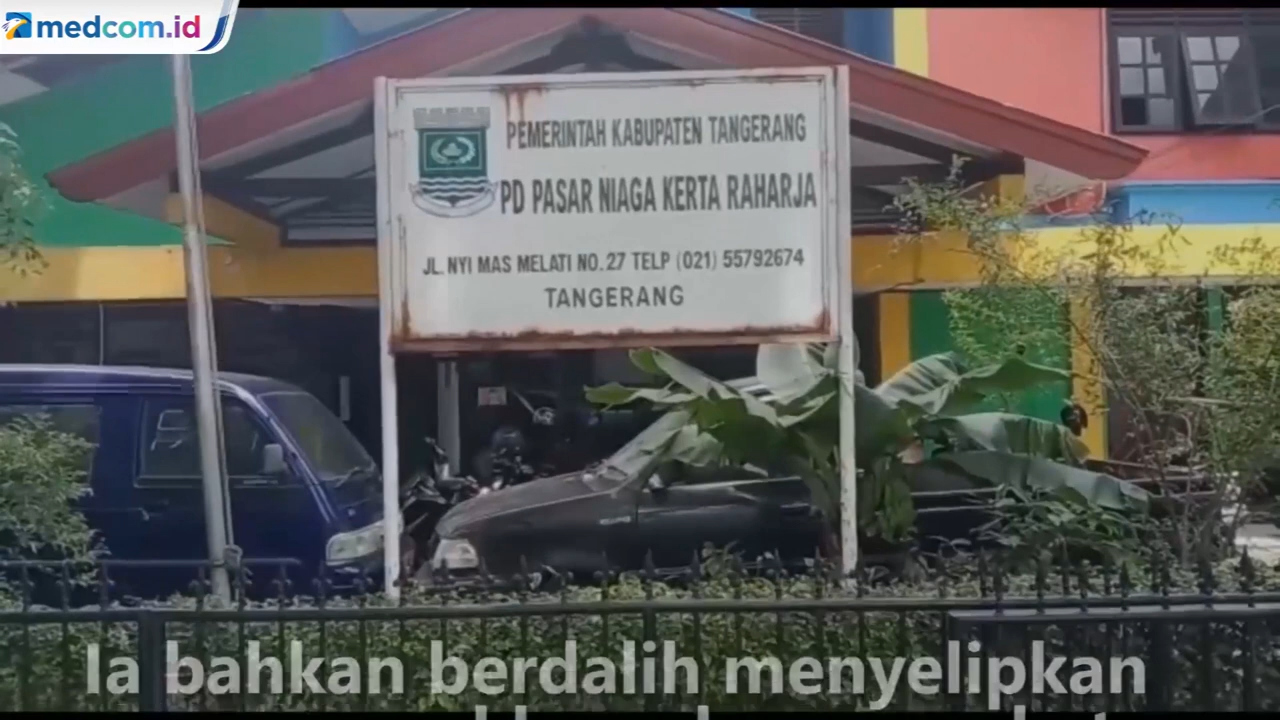 medcom.id
PEMERINTAH KABUPATEN TANGERANG
PD PASAR NIAGA KERTA RAHARJA
JL. NYI MAS MELATI NO. 27 TELP (021) 55792674
TANGERANG
Ia bahkan berdalih menyelipkan